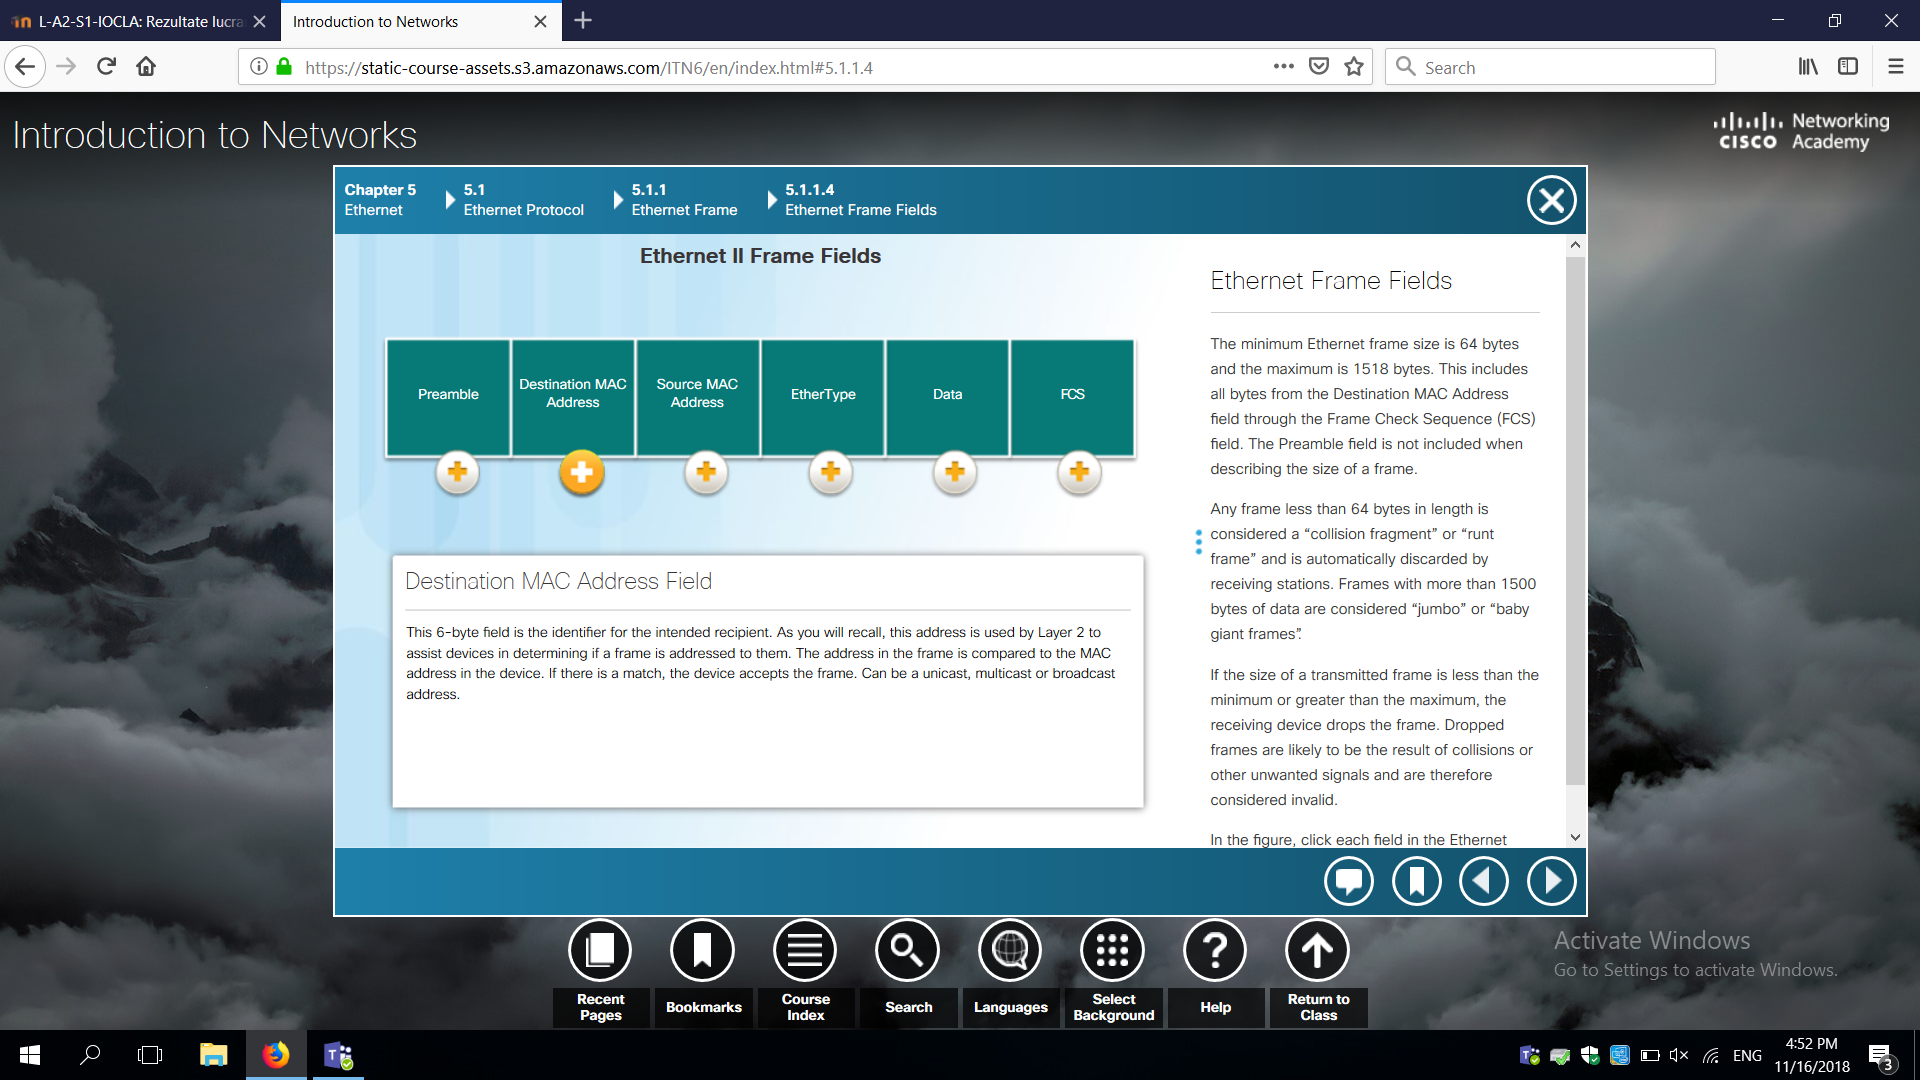 L-A2-S1-IOCLA: Rezultate lucra
Introduction to Networks
https://static-course-assets.s3.amazonaws.com/ITN6/en/index.html#5.1.1.4
Search
Introduction to Networks
Networking
CISCO Academy
Chapter 5
Ethernet
5.1
Ethernet Protocol
5.1.1
Ethernet Frame
5.1.1.4
Ethernet Frame Fields
Ethernet II Frame Fields
Preamble
Destination MAC
Address
Source MAC
Address
EtherType
Data
FCS
Destination MAC Address Field
This 6-byte field is the identifier for the intended recipient. As you will recall, this address is used by Layer 2 to
assist devices in determining if a frame is addressed to them. The address in the frame is compared to the MAC
address in the device. If there is a match, the device accepts the frame. Can be a unicast, multicast or broadcast
address.
Ethernet Frame Fields
The minimum Ethernet frame size is 64 bytes
and the maximum is 1518 bytes. This includes
all bytes from the Destination MAC Address
field through the Frame Check Sequence (FCS)
field. The Preamble field is not included when
describing the size of a frame.
Any frame less than 64 bytes in length is
considered a “collision fragment” or “runt
frame” and is automatically discarded by
receiving stations. Frames with more than 1500
bytes of data are considered “jumbo” or “baby
giant frames”.
If the size of a transmitted frame is less than the
minimum or greater than the maximum, the
receiving device drops the frame. Dropped
frames are likely to be the result of collisions or
other unwanted signals and are therefore
considered invalid.
In the figure, click each field in the Ethernet
Recent
Pages
Bookmarks
Course
Index
Search
Languages
Select
Background
Help
Return to
Class
Activate Windows
Go to Settings to activate Windows.
ENG
4:52 PM
11/16/2018
3